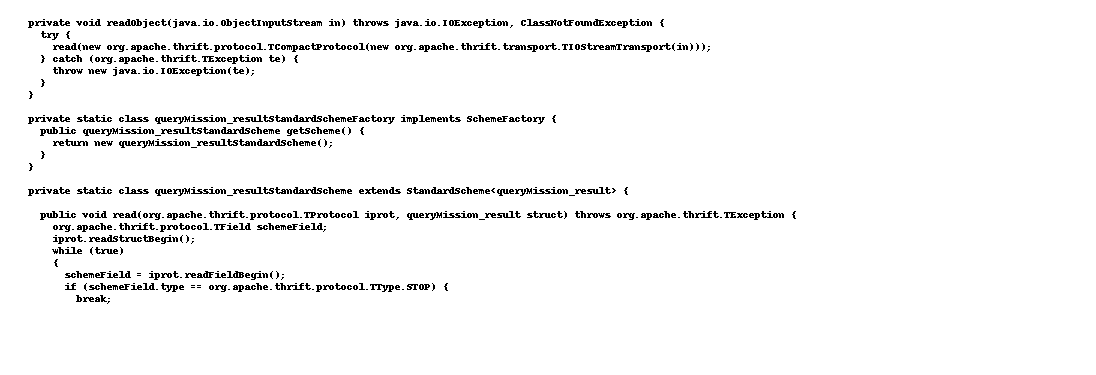 private void readObject(java.io.ObjectInputStream in) throws java.io.IOException, ClassNotFoundException {
try {
read(new org.apache.thrift.protocol.TCompactProtocol(new org.apache.thrift.transport.TIOStreamTransport(in)));
} catch (org.apache.thrift.TException te) {
throw new java.io.IOException(te);
}
}
private static class queryMission_resultStandardSchemeFactory implements SchemeFactory {
public queryMission_resultStandardScheme getScheme() {
return new queryMission_resultStandardScheme();
}
}
private static class queryMission_resultStandardScheme extends StandardScheme<queryMission_result> {
public void read(org.apache.thrift.protocol.TProtocol iprot, queryMission_result struct) throws org.apache.thrift.TException {
org.apache.thrift.protocol.TField schemeField;
iprot.readStructBegin();
while (true)
{
schemeField = iprot.readFieldBegin();
if (schemeField.type == org.apache.thrift.protocol.TType.STOP) {
break;